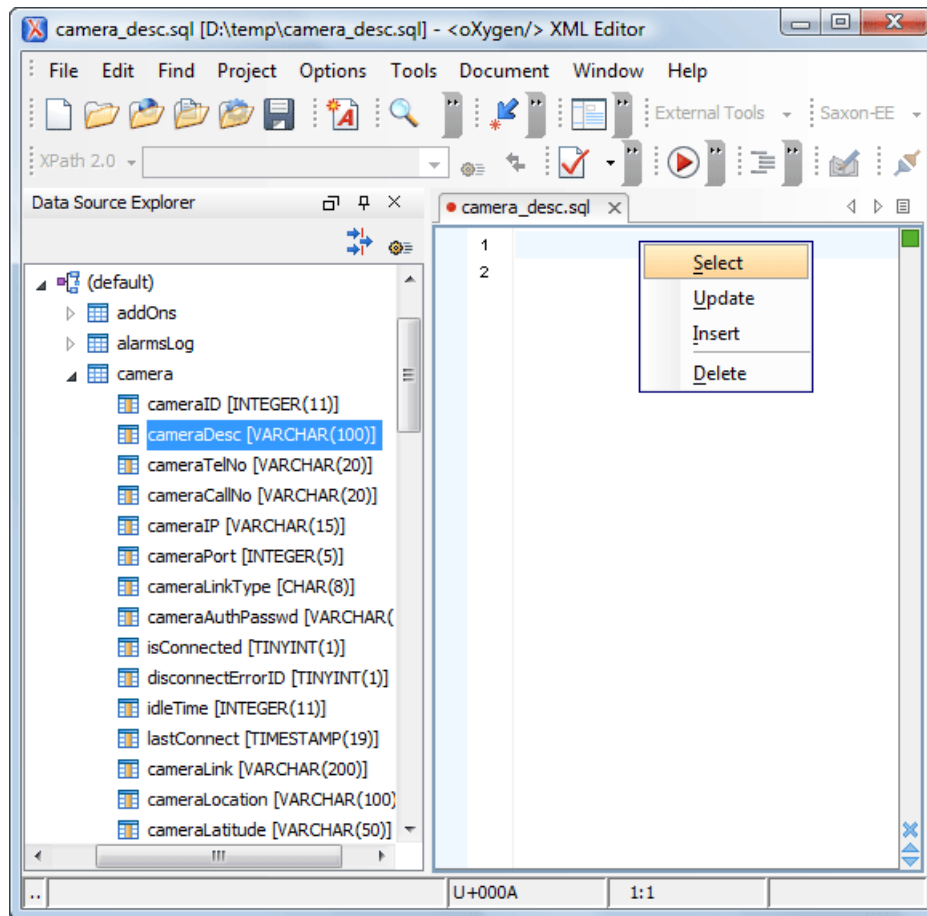 camera_desc.sql [D:\temp\camera_desc.sql] - <oXygen/> XML Editor
File Edit Find Project Options Tools Document Window Help
External Tools Saxon-EE
XPath 2.0
Data Source Explorer
camera_desc.sql
(default)
addOns
alarmsLog
camera
cameraID [INTEGER(11)]
cameraDesc [VARCHAR(100)]
cameraTelNo [VARCHAR(20)]
cameraCallNo [VARCHAR(20)]
cameraIP [VARCHAR(15)]
cameraPort [INTEGER(5)]
cameraLinkType [CHAR(8)]
cameraAuthPasswd [VARCHAR(
isConnected [TINYINT(1)]
disconnectErrorID [TINYINT(1)]
idleTime [INTEGER(11)]
lastConnect [TIMESTAMP(19)]
cameraLink [VARCHAR(200)]
cameraLocation [VARCHAR(100)
cameraLatitude [VARCHAR(50)]
1
2
Select
Update
Insert
Delete
.. U+000A 1:1